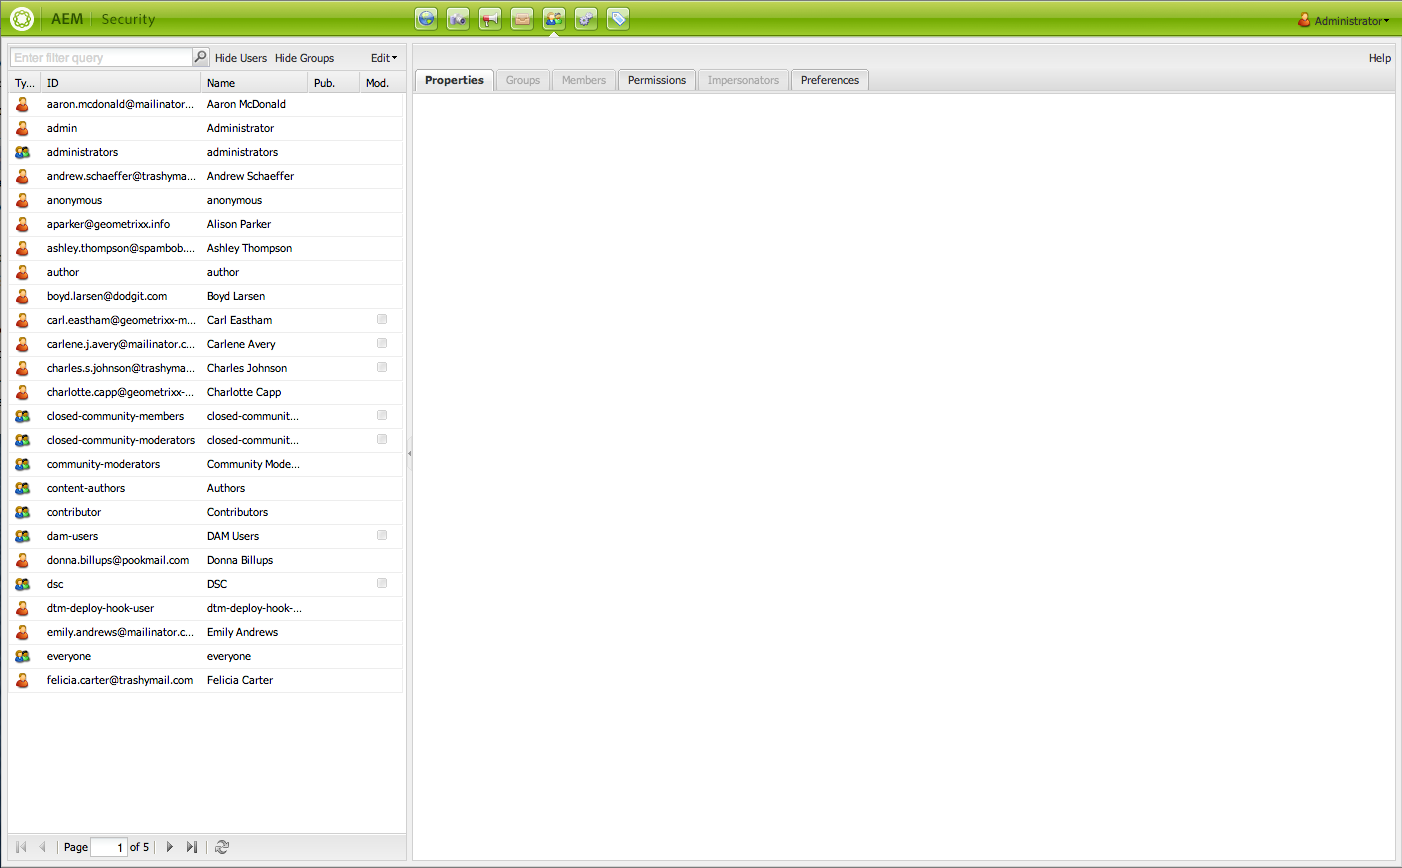 AEM Security Administrator
Enter filter query Hide Users Hide Groups Edit Help
Properties Groups Members Permissions Impersonators Preferences
Ty... ID Name Pub. Mod.
aaron.mcdonald@mailinator... Aaron McDonald
admin Administrator
administrators administrators
andrew.schaeffer@trashyma... Andrew Schaeffer
anonymous anonymous
aparker@geometrixx.info Alison Parker
ashley.thompson@spambob.... Ashley Thompson
author author
boyd.larsen@dodgit.com Boyd Larsen
carl.eastham@geometrixx-m... Carl Eastham
carlene.j.avery@mailinator.c... Carlene Avery
charles.s.johnson@trashyma... Charles Johnson
charlotte.capp@geometrixx-... Charlotte Capp
closed-community-members closed-communit...
closed-community-moderators closed-communit...
community-moderators Community Mode...
content-authors Authors
contributor Contributors
dam-users DAM Users
donna.billups@pookmail.com Donna Billups
dsc DSC
dtm-deploy-hook-user dtm-deploy-hook-...
emily.andrews@mailinator.c... Emily Andrews
everyone everyone
felicia.carter@trashymail.com Felicia Carter
Page 1 of 5